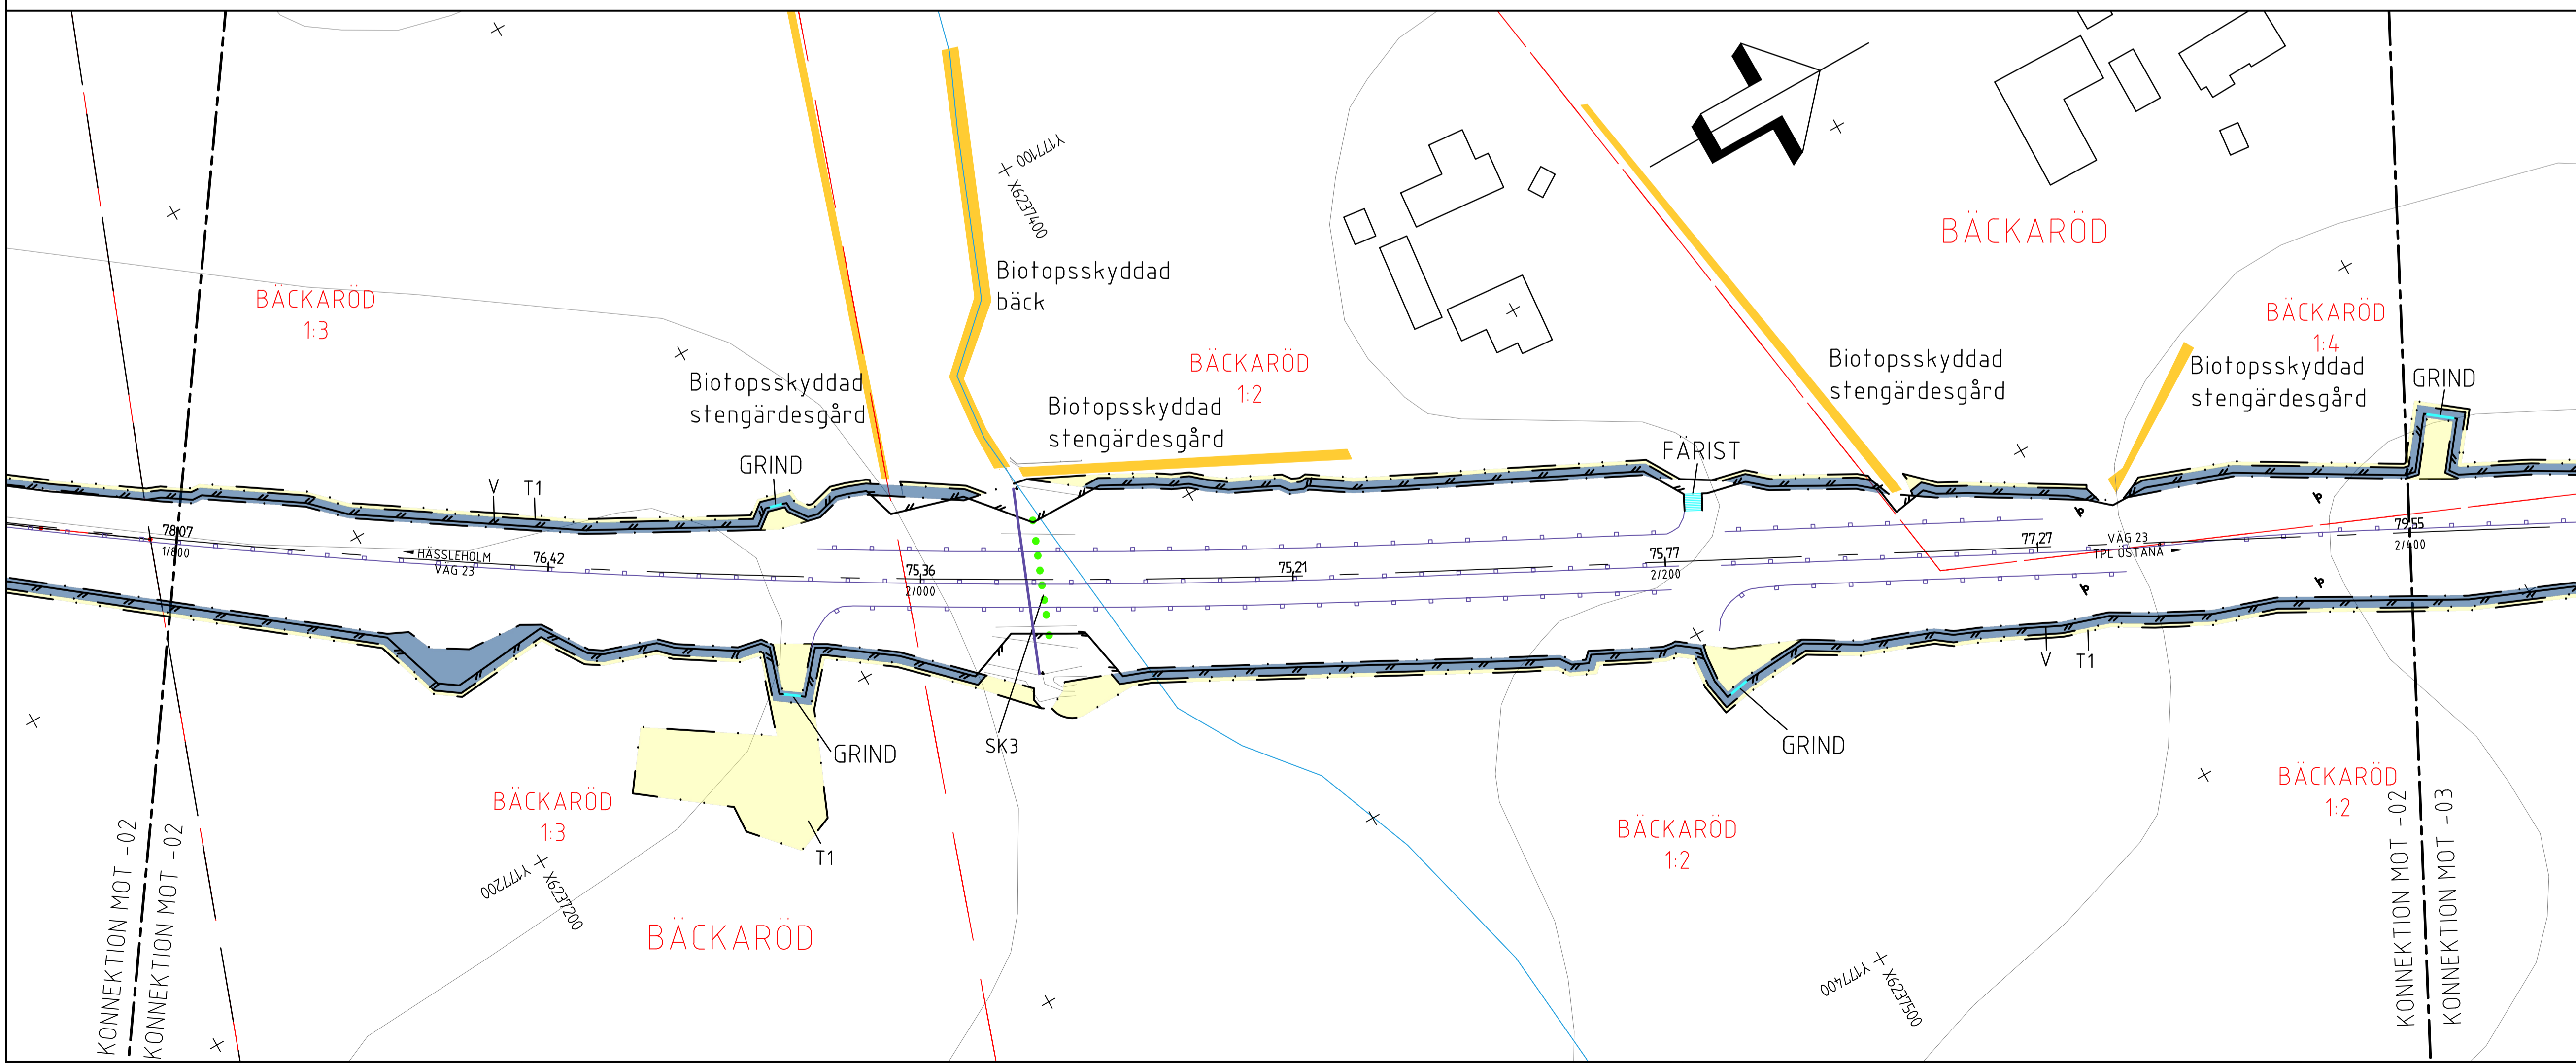 Y177100
X6237400
BÄCKARÖD
Biotopsskyddad
bäck
BÄCKARÖD
1:3
BÄCKARÖD
1:4
Biotopsskyddad
stengärdesgård
BÄCKARÖD
1:2
Biotopsskyddad
stengärdesgård
Biotopsskyddad
stengärdesgård
GRIND
Biotopsskyddad
stengärdesgård
FÄRIST
GRIND
V
T1
78,07
1/800
HÄSSLEHOLM
VÄG 23
76,42
75,36
2/000
75,21
75,77
2/200
77,27
VÄG 23
TPL ÖSTANÅ
79,55
2/400
V
T1
SK3
GRIND
GRIND
BÄCKARÖD
1:3
BÄCKARÖD
1:2
BÄCKARÖD
1:2
T1
Y177200
X6237200
BÄCKARÖD
Y177400
X6237500
KONNEKTION MOT -02
KONNEKTION MOT -02
KONNEKTION MOT -02
KONNEKTION MOT -03